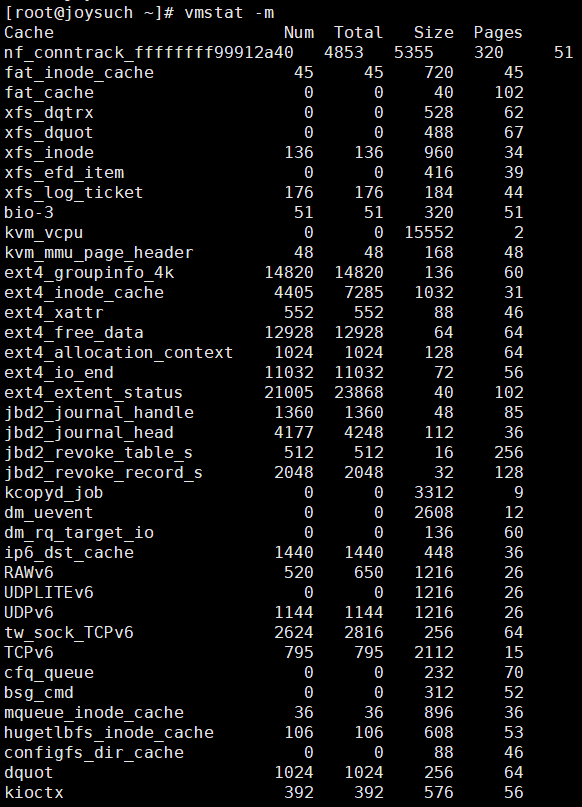 [root@joysuch ~]# vmstat -m
Cache                       Num  Total   Size  Pages
nf_conntrack_ffffffff99912a40   4853   5355    320     51
fat_inode_cache              45     45    720     45
fat_cache                     0      0     40    102
xfs_dqtrx                     0      0    528     62
xfs_dquot                     0      0    488     67
xfs_inode                   136    136    960     34
xfs_efd_item                  0      0    416     39
xfs_log_ticket              176    176    184     44
bio-3                        51     51    320     51
kvm_vcpu                      0      0  15552      2
kvm_mmu_page_header          48     48    168     48
ext4_groupinfo_4k         14820  14820    136     60
ext4_inode_cache           4405   7285   1032     31
ext4_xattr                  552    552     88     46
ext4_free_data            12928  12928     64     64
ext4_allocation_context    1024   1024    128     64
ext4_io_end               11032  11032     72     56
ext4_extent_status        21005  23868     40    102
jbd2_journal_handle        1360   1360     48     85
jbd2_journal_head          4177   4248    112     36
jbd2_revoke_table_s         512    512     16    256
jbd2_revoke_record_s       2048   2048     32    128
kcopyd_job                    0      0   3312      9
dm_uevent                     0      0   2608     12
dm_rq_target_io               0      0    136     60
ip6_dst_cache              1440   1440    448     36
RAWv6                       520    650   1216     26
UDPLITEv6                     0      0   1216     26
UDPv6                      1144   1144   1216     26
tw_sock_TCPv6              2624   2816    256     64
TCPv6                       795    795   2112     15
cfq_queue                     0      0    232     70
bsg_cmd                       0      0    312     52
mqueue_inode_cache           36     36    896     36
hugetlbfs_inode_cache       106    106    608     53
configfs_dir_cache            0      0     88     46
dquot                      1024   1024    256     64
kioctx                      392    392    576     56